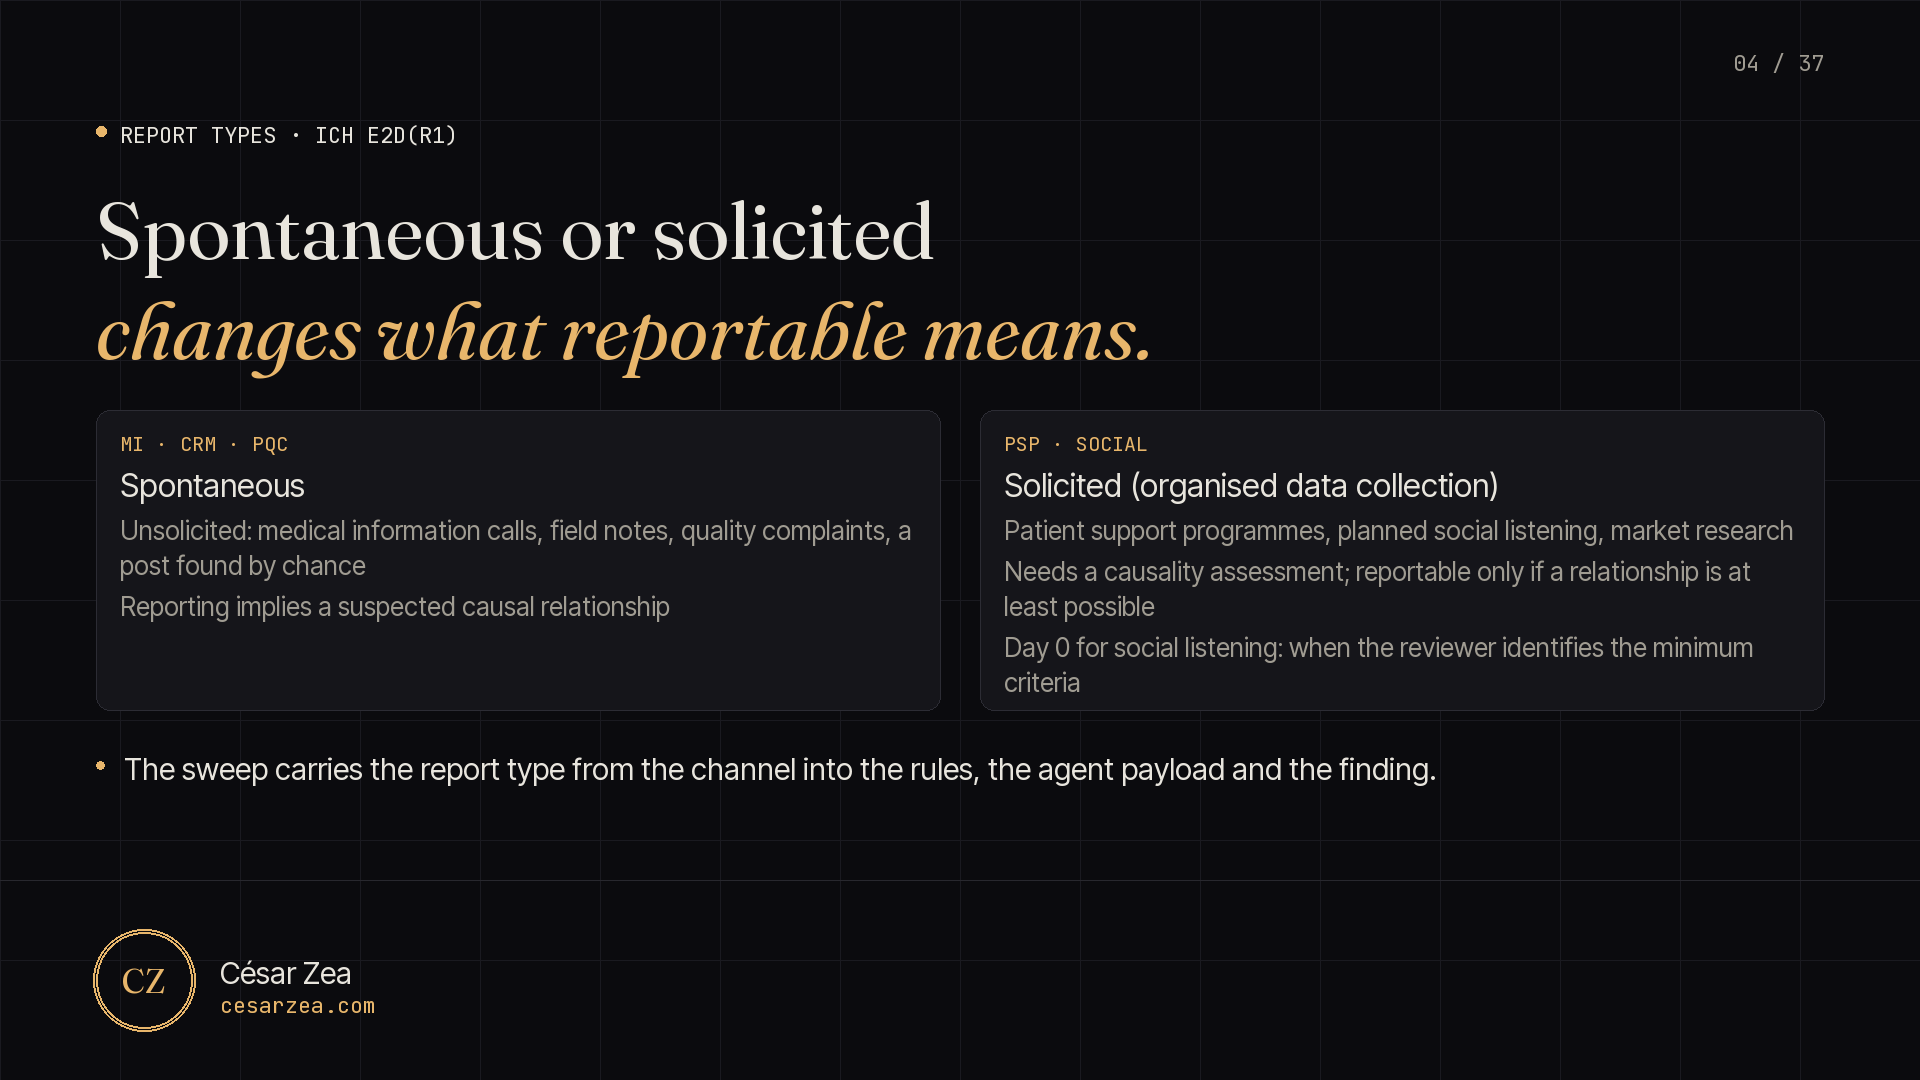 04 / 37
REPORT TYPES · ICH E2D(R1)
Spontaneous or solicited
changes what reportable means.
MI · CRM · PQC
Spontaneous
Unsolicited: medical information calls, field notes, quality complaints, a
post found by chance
Reporting implies a suspected causal relationship
PSP · SOCIAL
Solicited (organised data collection)
Patient support programmes, planned social listening, market research
Needs a causality assessment; reportable only if a relationship is at
least possible
Day 0 for social listening: when the reviewer identifies the minimum
criteria
The sweep carries the report type from the channel into the rules, the agent payload and the finding.
CZ
César Zea
cesarzea.com